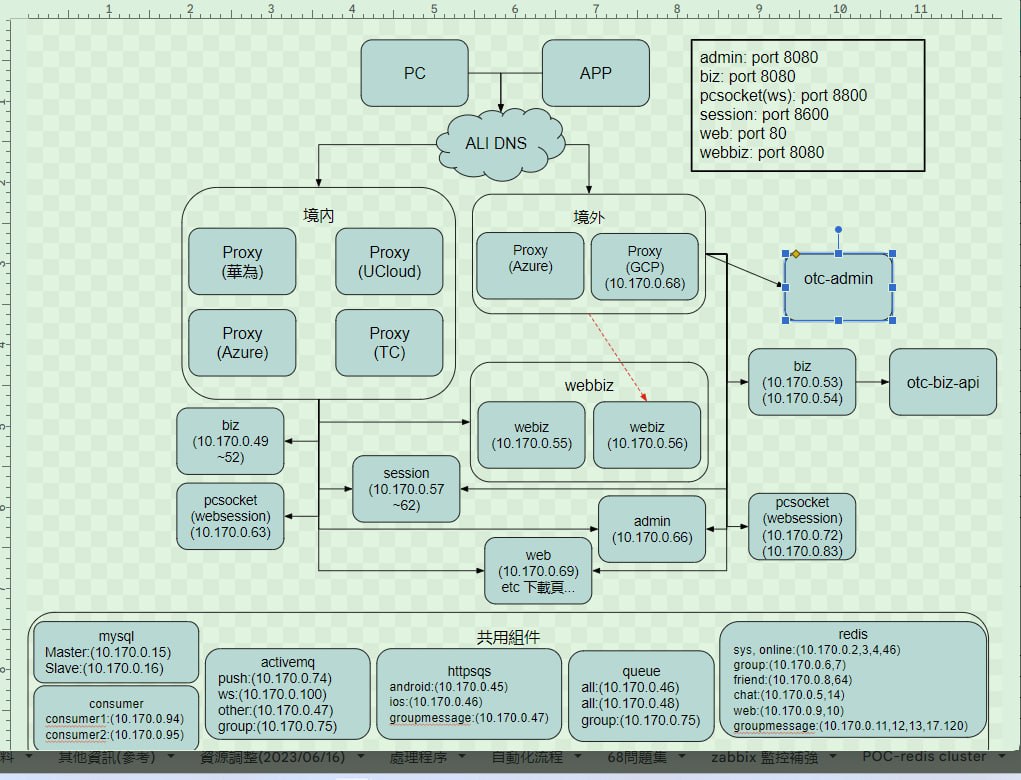 1 2 3 4 5 6 7 8 9 10 11
PC
APP
admin: port 8080
biz: port 8080
pcsocket(ws): port 8800
session: port 8600
web: port 80
webbiz: port 8080
ALI DNS
境內
Proxy
(華為)
Proxy
(UCloud)
Proxy
(Azure)
Proxy
(TC)
境外
Proxy
(Azure)
Proxy
(GCP)
(10.170.0.68)
otc-admin
biz
(10.170.0.53)
(10.170.0.54)
otc-biz-api
webbiz
webiz
(10.170.0.55)
webiz
(10.170.0.56)
biz
(10.170.0.49
~52)
session
(10.170.0.57
~62)
pcsocket
(websession)
(10.170.0.63)
admin
(10.170.0.66)
pcsocket
(websession)
(10.170.0.72)
(10.170.0.83)
web
(10.170.0.69)
etc 下載頁...
共用組件
mysql
Master:(10.170.0.15)
Slave:(10.170.0.16)
consumer
consumer1:(10.170.0.94)
consumer2:(10.170.0.95)
activemq
push:(10.170.0.74)
ws:(10.170.0.100)
other:(10.170.0.47)
group:(10.170.0.75)
httpsqs
android:(10.170.0.45)
ios:(10.170.0.46)
groupmessage:(10.170.0.47)
queue
all:(10.170.0.46)
all:(10.170.0.48)
group:(10.170.0.75)
redis
sys, online:(10.170.0.2,3,4,46)
group:(10.170.0.6,7)
friend:(10.170.0.8,64)
chat:(10.170.0.5,14)
web:(10.170.0.9,10)
groupmessage:(10.170.0.11,12,13,17.120)
料 其他資訊(參考) 資源調整(2023/06/16) 處理程序 自動化流程 68問題集 zabbix 監控補強 POC-redis cluster